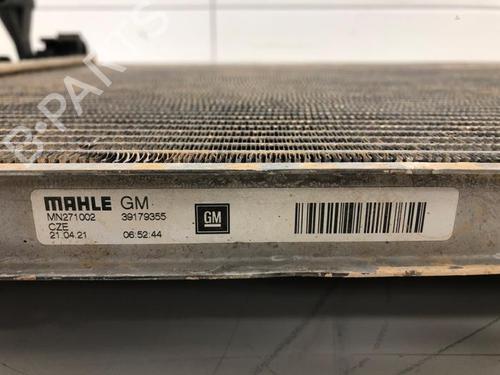 B-PARTS
MAHLE GM
MN271002 39179355
CZE
21.04.21 06:52:44
GM